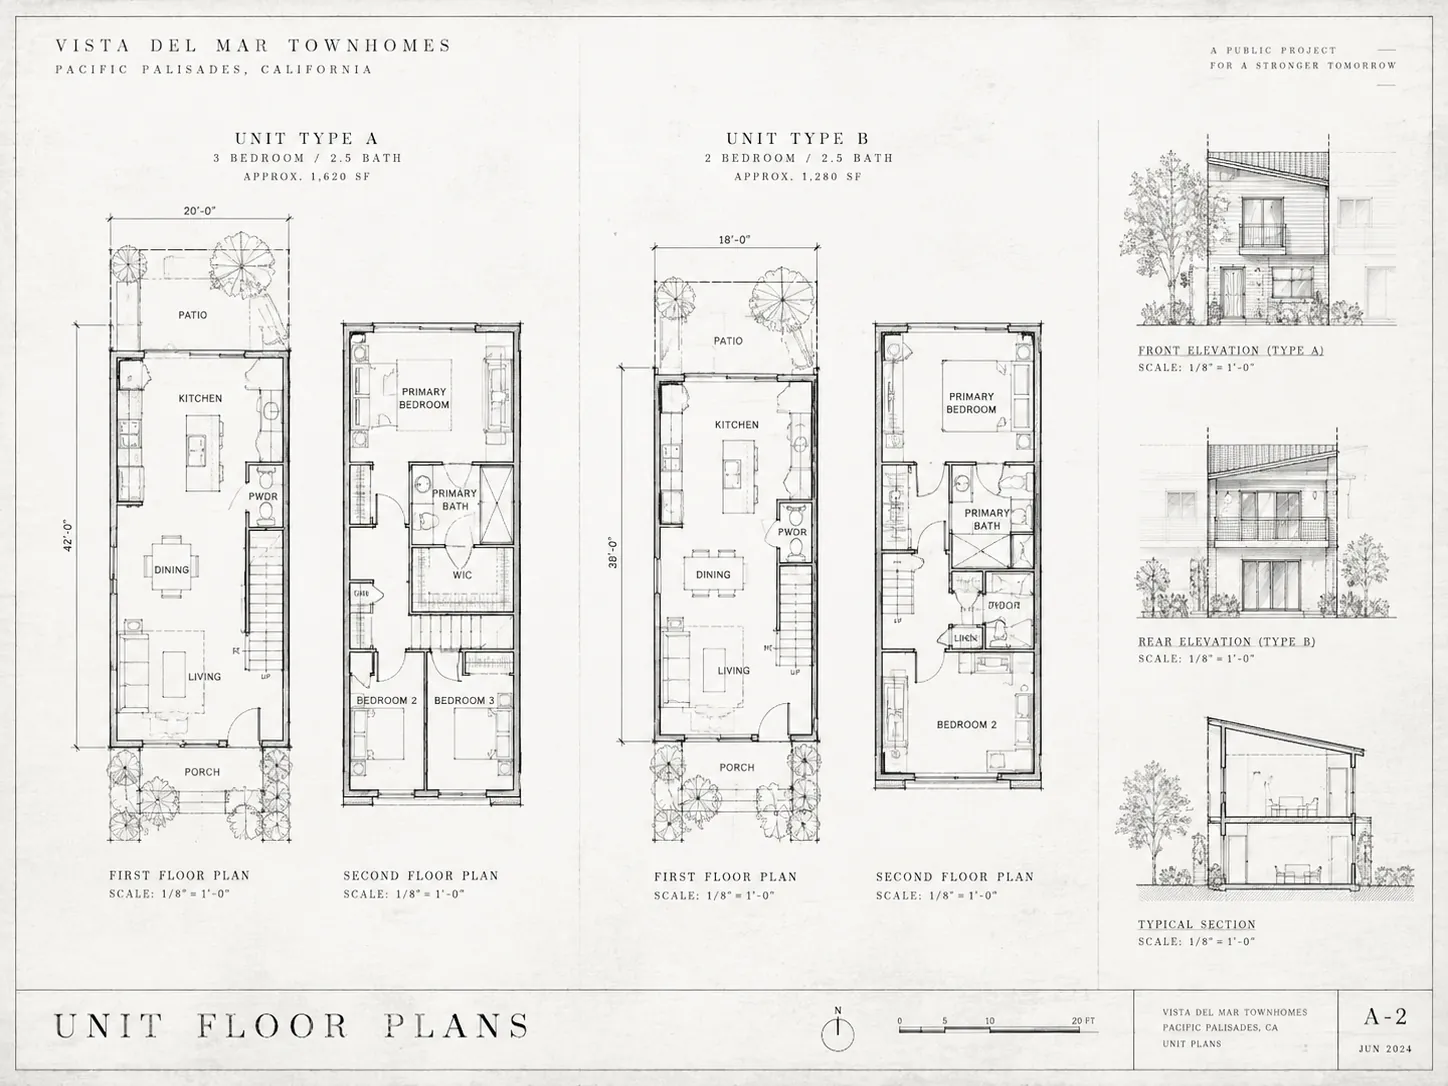 VISTA DEL MAR TOWNHOMES
PACIFIC PALISADES, CALIFORNIA
A PUBLIC PROJECT
FOR A STRONGER TOMORROW
UNIT TYPE A
3 BEDROOM / 2.5 BATH
APPROX. 1,620 SF
20'-0"
PATIO
KITCHEN
PWDR
42'-0"
DINING
LIVING
UP
PORCH
FIRST FLOOR PLAN
SCALE: 1/8" = 1'-0"
PRIMARY
BEDROOM
PRIMARY
BATH
WIC
BEDROOM 2
BEDROOM 3
SECOND FLOOR PLAN
SCALE: 1/8" = 1'-0"
UNIT TYPE B
2 BEDROOM / 2.5 BATH
APPROX. 1,280 SF
18'-0"
PATIO
KITCHEN
PWDR
38'-0"
DINING
LIVING
UP
PORCH
FIRST FLOOR PLAN
SCALE: 1/8" = 1'-0"
PRIMARY
BEDROOM
PRIMARY
BATH
BEDROOM 2
SECOND FLOOR PLAN
SCALE: 1/8" = 1'-0"
FRONT ELEVATION (TYPE A)
SCALE: 1/8" = 1'-0"
REAR ELEVATION (TYPE B)
SCALE: 1/8" = 1'-0"
TYPICAL SECTION
SCALE: 1/8" = 1'-0"
UNIT FLOOR PLANS
N
0 5 10 20 FT
VISTA DEL MAR TOWNHOMES
PACIFIC PALISADES, CA
UNIT PLANS
A-2
JUN 2024